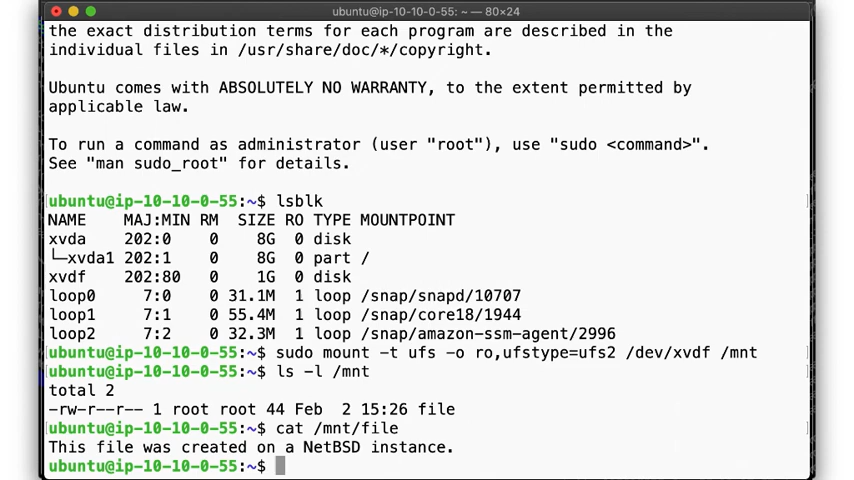 ubuntu@ip-10-10-0-55: ~ — 80×24
the exact distribution terms for each program are described in the
individual files in /usr/share/doc/*/copyright.
Ubuntu comes with ABSOLUTELY NO WARRANTY, to the extent permitted by
applicable law.
To run a command as administrator (user "root"), use "sudo <command>".
See "man sudo_root" for details.
ubuntu@ip-10-10-0-55:~$ lsblk
NAME    MAJ:MIN RM  SIZE RO TYPE MOUNTPOINT
xvda    202:0    0    8G  0 disk
└─xvda1 202:1    0    8G  0 part /
xvdf    202:80   0    1G  0 disk
loop0     7:0    0 31.1M  1 loop /snap/snapd/10707
loop1     7:1    0 55.4M  1 loop /snap/core18/1944
loop2     7:2    0 32.3M  1 loop /snap/amazon-ssm-agent/2996
ubuntu@ip-10-10-0-55:~$ sudo mount -t ufs -o ro,ufstype=ufs2 /dev/xvdf /mnt
ubuntu@ip-10-10-0-55:~$ ls -l /mnt
total 2
-rw-r--r-- 1 root root 44 Feb  2 15:26 file
ubuntu@ip-10-10-0-55:~$ cat /mnt/file
This file was created on a NetBSD instance.
ubuntu@ip-10-10-0-55:~$